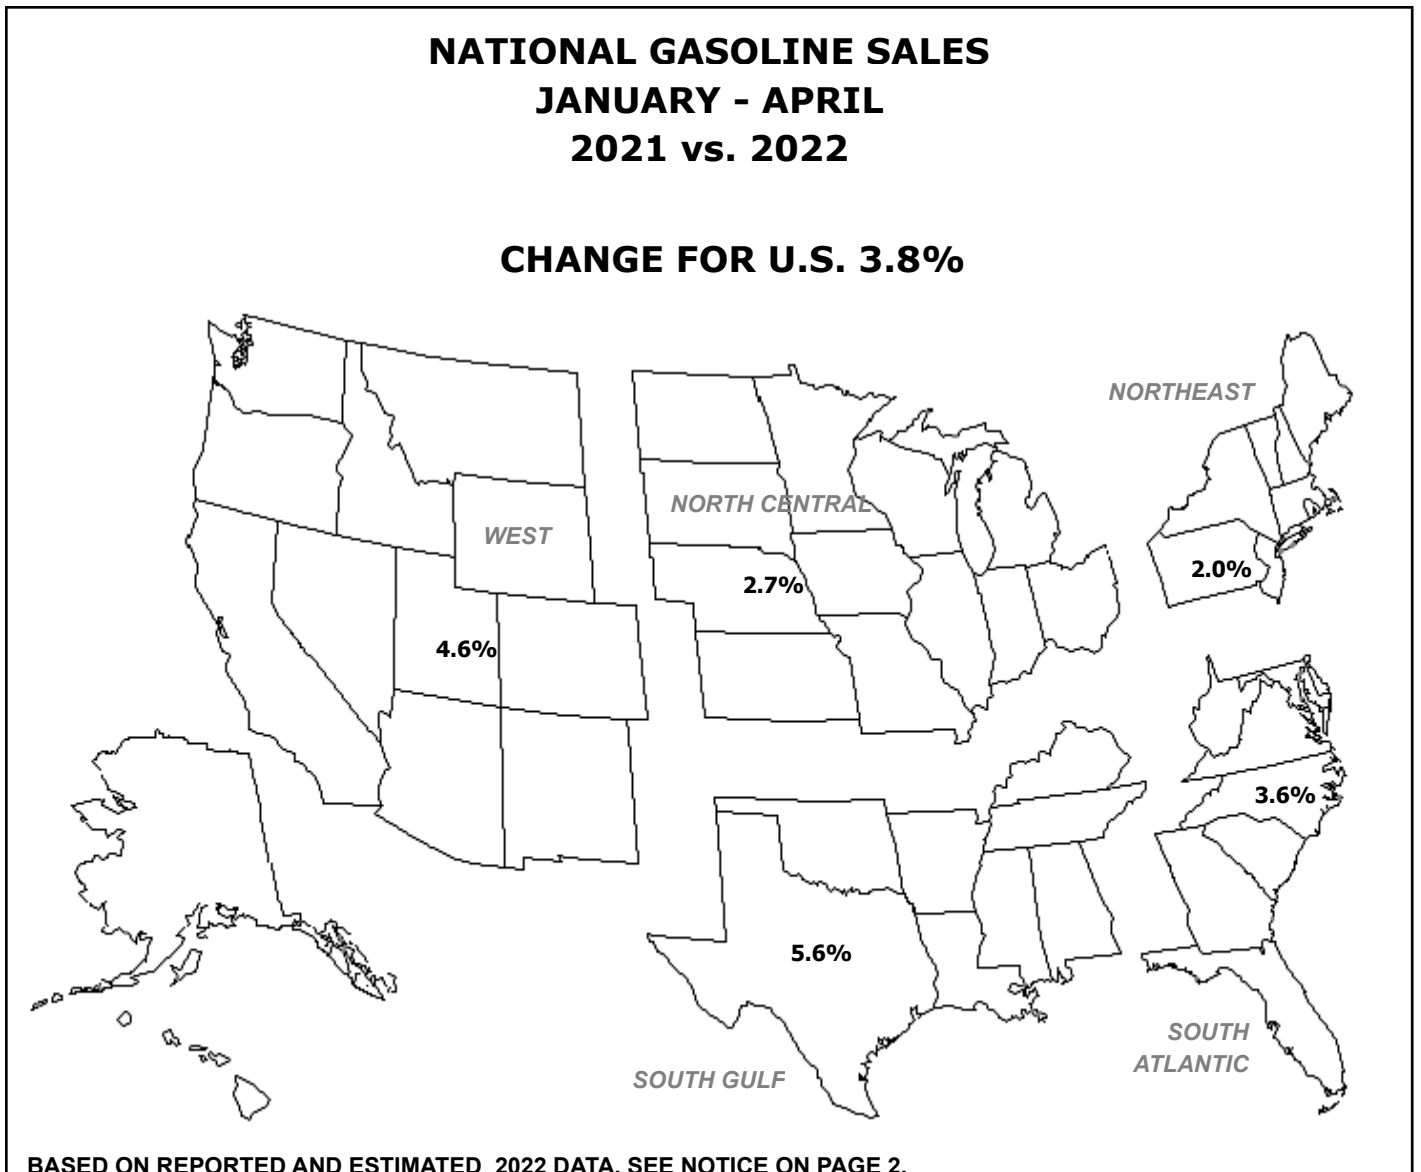 NATIONAL GASOLINE SALES
JANUARY - APRIL
2021 vs. 2022
CHANGE FOR U.S. 3.8%
NORTHEAST
NORTH CENTRAL
WEST
2.0%
2.7%
4.6%
3.6%
5.6%
SOUTH
ATLANTIC
SOUTH GULF
BASED ON REPORTED AND ESTIMATED 2022 DATA. SEE NOTICE ON PAGE 2.